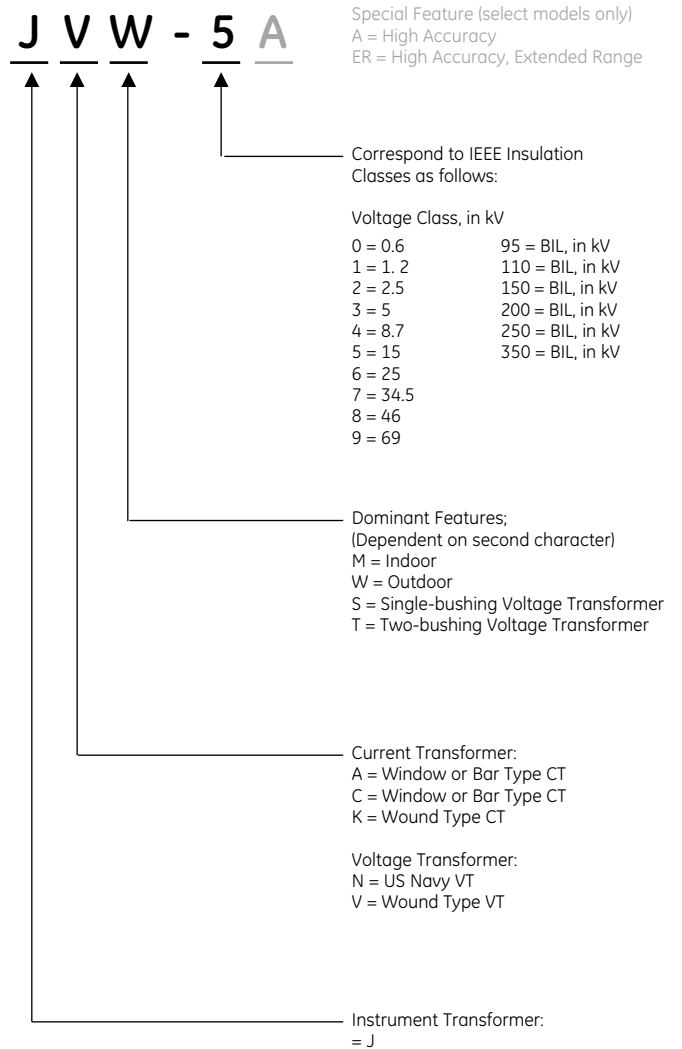 J V W - 5 A
Special Feature (select models only)
A = High Accuracy
ER = High Accuracy, Extended Range
Correspond to IEEE Insulation
Classes as follows:
Voltage Class, in kV
0 = 0.6 95 = BIL, in kV
1 = 1. 2 110 = BIL, in kV
2 = 2.5 150 = BIL, in kV
3 = 5 200 = BIL, in kV
4 = 8.7 250 = BIL, in kV
5 = 15 350 = BIL, in kV
6 = 25
7 = 34.5
8 = 46
9 = 69
Dominant Features;
(Dependent on second character)
M = Indoor
W = Outdoor
S = Single-bushing Voltage Transformer
T = Two-bushing Voltage Transformer
Current Transformer:
A = Window or Bar Type CT
C = Window or Bar Type CT
K = Wound Type CT
Voltage Transformer:
N = US Navy VT
V = Wound Type VT
Instrument Transformer:
= J